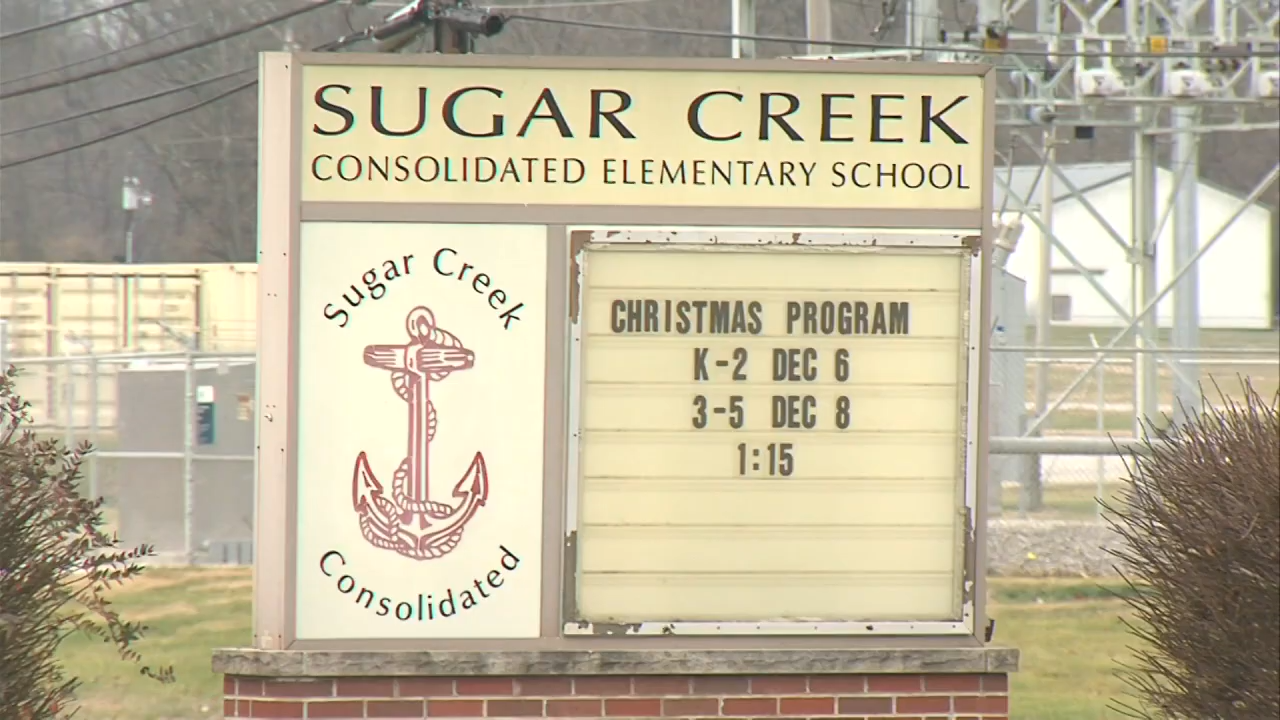 SUGAR CREEK
CONSOLIDATED ELEMENTARY SCHOOL
Sugar Creek
Consolidated
CHRISTMAS PROGRAM
K-2 DEC 6
3-5 DEC 8
1:15